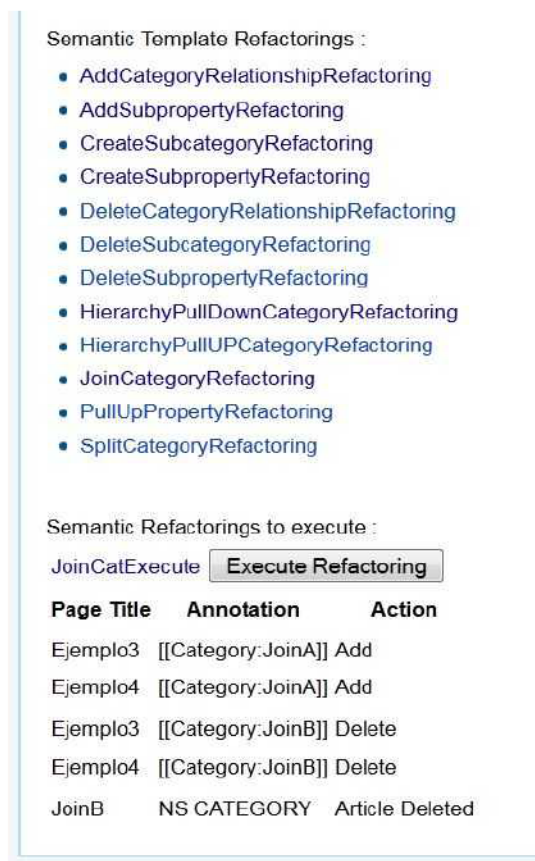 Semantic Template Refactorings :
AddCategoryRelationshipRefactoring
AddSubpropertyRefactoring
CreateSubcategoryRefactoring
CreateSubpropertyRefactoring
DeleteCategoryRelationshipRefactoring
DeleteSubcategoryRefactoring
DeleteSubpropertyRefactoring
HierarchyPullDownCategoryRefactoring
HierarchyPullUPCategoryRefactoring
JoinCategoryRefactoring
PullUpPropertyRefactoring
SplitCategoryRefactoring
Semantic Refactorings to execute :
JoinCatExecute Execute Refactoring
Page Title Annotation Action
Ejemplo3 [[Category:JoinA]] Add
Ejemplo4 [[Category:JoinA]] Add
Ejemplo3 [[Category:JoinB]] Delete
Ejemplo4 [[Category:JoinB]] Delete
JoinB NS CATEGORY Article Deleted